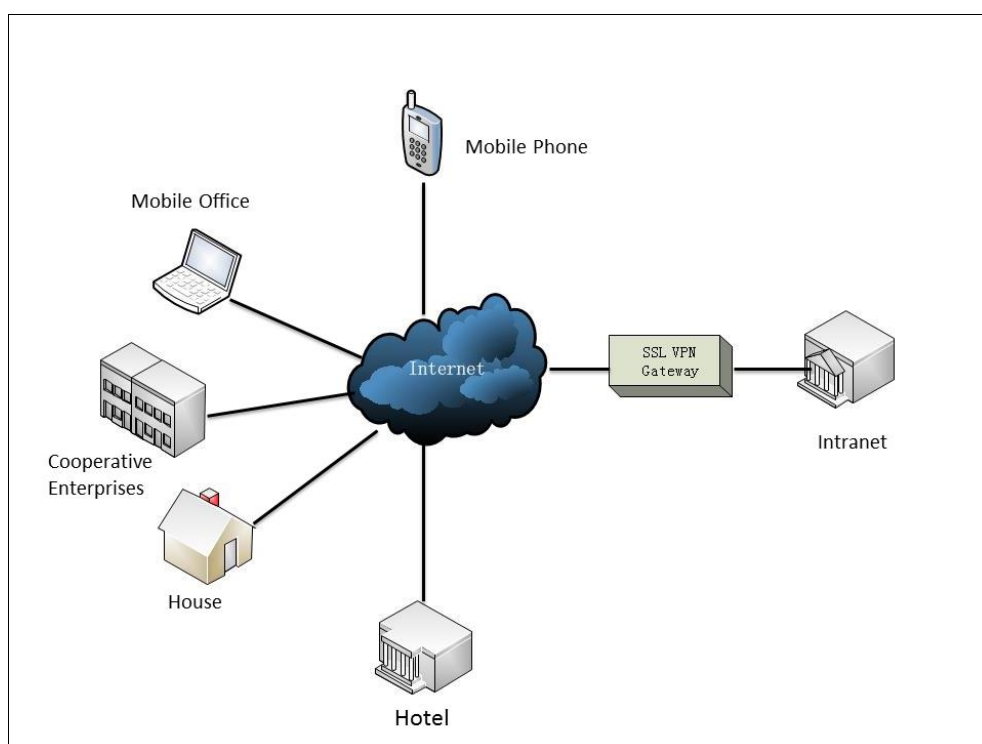 Mobile Phone
Mobile Office
Internet
SSL VPN
Gateway
Intranet
Cooperative
Enterprises
House
Hotel